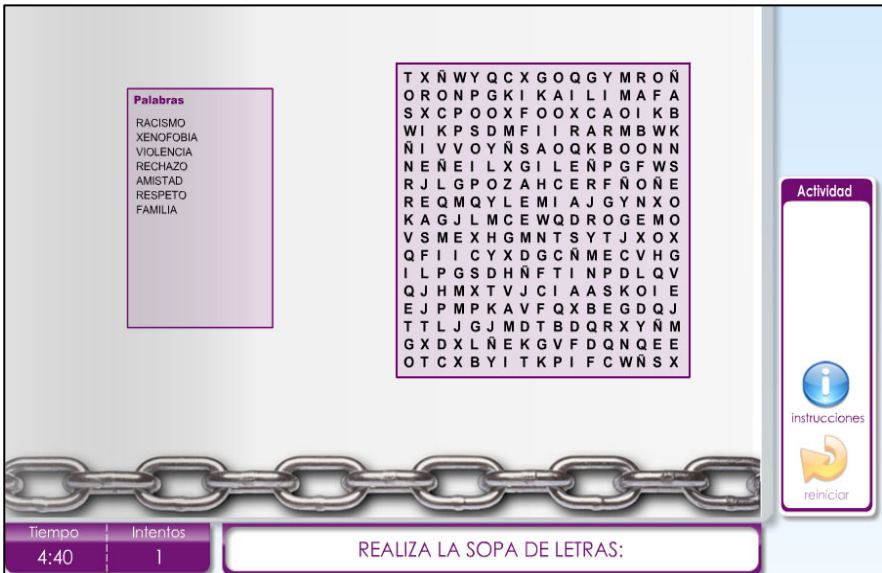 Palabras
RACISMO
XENOFOBIA
VIOLENCIA
RECHAZO
AMISTAD
RESPETO
FAMILIA
T X Ñ W Y Q C X G O Q G Y M R O Ñ
O R O N P G K I K A I L I M A F A
S X C P O O X F O O X C A O I K B
W I K P S D M F I I R A R M B W K
Ñ I V V O Y Ñ S A O Q K B O O N N
N E Ñ E I L X G I L E Ñ P G F W S
R J L G P O Z A H C E R F Ñ O Ñ E
R E Q M Q Y L E M I A J G Y N X O
K A G J L M C E W Q D R O G E M O
V S M E X H G M N T S Y T J X O X
Q F I I C Y X D G C Ñ M E C V H G
I L P G S D H Ñ F T I N P D L Q V
Q J H M X T V J C I A A S K O I E
E J P M P K A V F Q X B E G D Q J
T T L J G J M D T B D Q R X Y Ñ M
G X D X L Ñ E K G V F D Q N Q E E
O T C X B Y I T K P I F C W Ñ S X
Actividad
instrucciones
reiniciar
Tiempo
4:40
Intentos
1
REALIZA LA SOPA DE LETRAS: